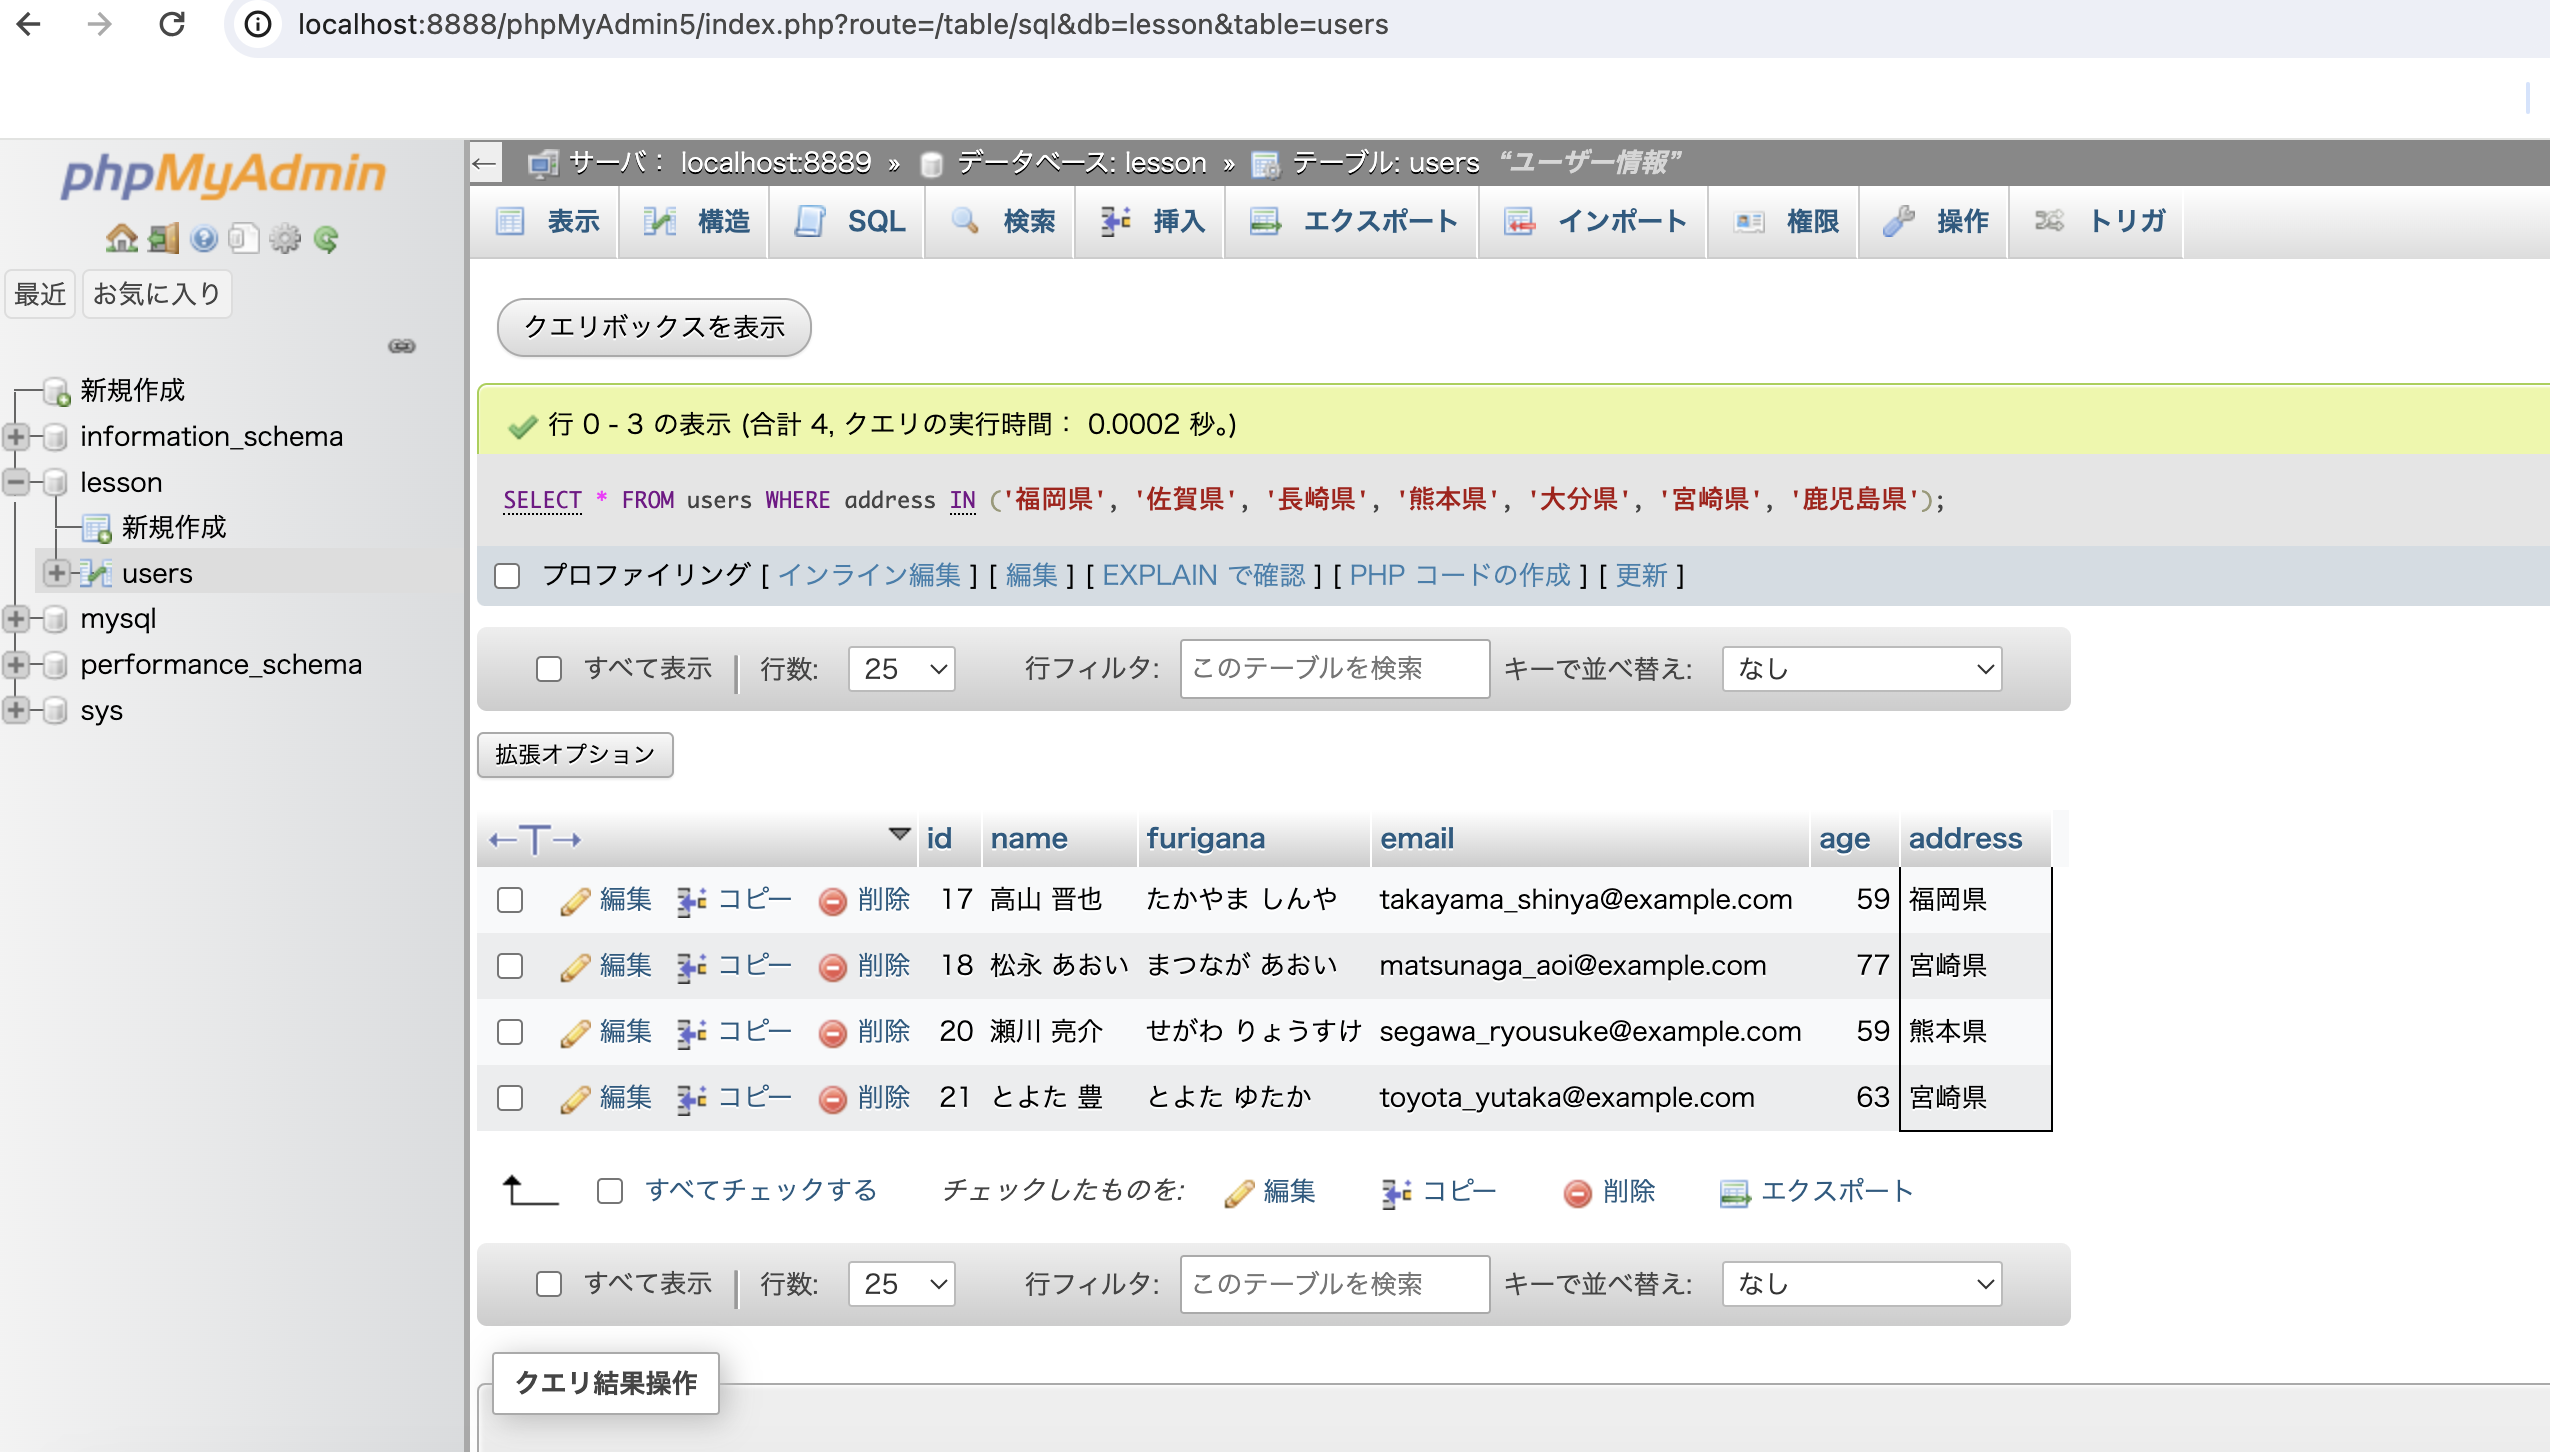 localhost:8888/phpMyAdmin5/index.php?route=/table/sql&db=lesson&table=users
phpMyAdmin
最近 お気に入り
新規作成
information_schema
lesson
新規作成
users
mysql
performance_schema
sys
サーバ： localhost:8889 » データベース: lesson » テーブル: users “ユーザー情報”
表示 構造 SQL 検索 挿入 エクスポート インポート 権限 操作 トリガ
クエリボックスを表示
行 0 - 3 の表示 (合計 4, クエリの実行時間： 0.0002 秒。)
SELECT * FROM users WHERE address IN ('福岡県', '佐賀県', '長崎県', '熊本県', '大分県', '宮崎県', '鹿児島県');
プロファイリング [ インライン編集 ] [ 編集 ] [ EXPLAIN で確認 ] [ PHP コードの作成 ] [ 更新 ]
すべて表示 | 行数: 25 行フィルタ: このテーブルを検索 キーで並べ替え: なし
拡張オプション
←T→ id name furigana email age address
編集 コピー 削除 17 高山 晋也 たかやま しんや takayama_shinya@example.com 59 福岡県
編集 コピー 削除 18 松永 あおい まつなが あおい matsunaga_aoi@example.com 77 宮崎県
編集 コピー 削除 20 瀬川 亮介 せがわ りょうすけ segawa_ryousuke@example.com 59 熊本県
編集 コピー 削除 21 とよた 豊 とよた ゆたか toyota_yutaka@example.com 63 宮崎県
すべてチェックする チェックしたものを: 編集 コピー 削除 エクスポート
すべて表示 | 行数: 25 行フィルタ: このテーブルを検索 キーで並べ替え: なし
クエリ結果操作